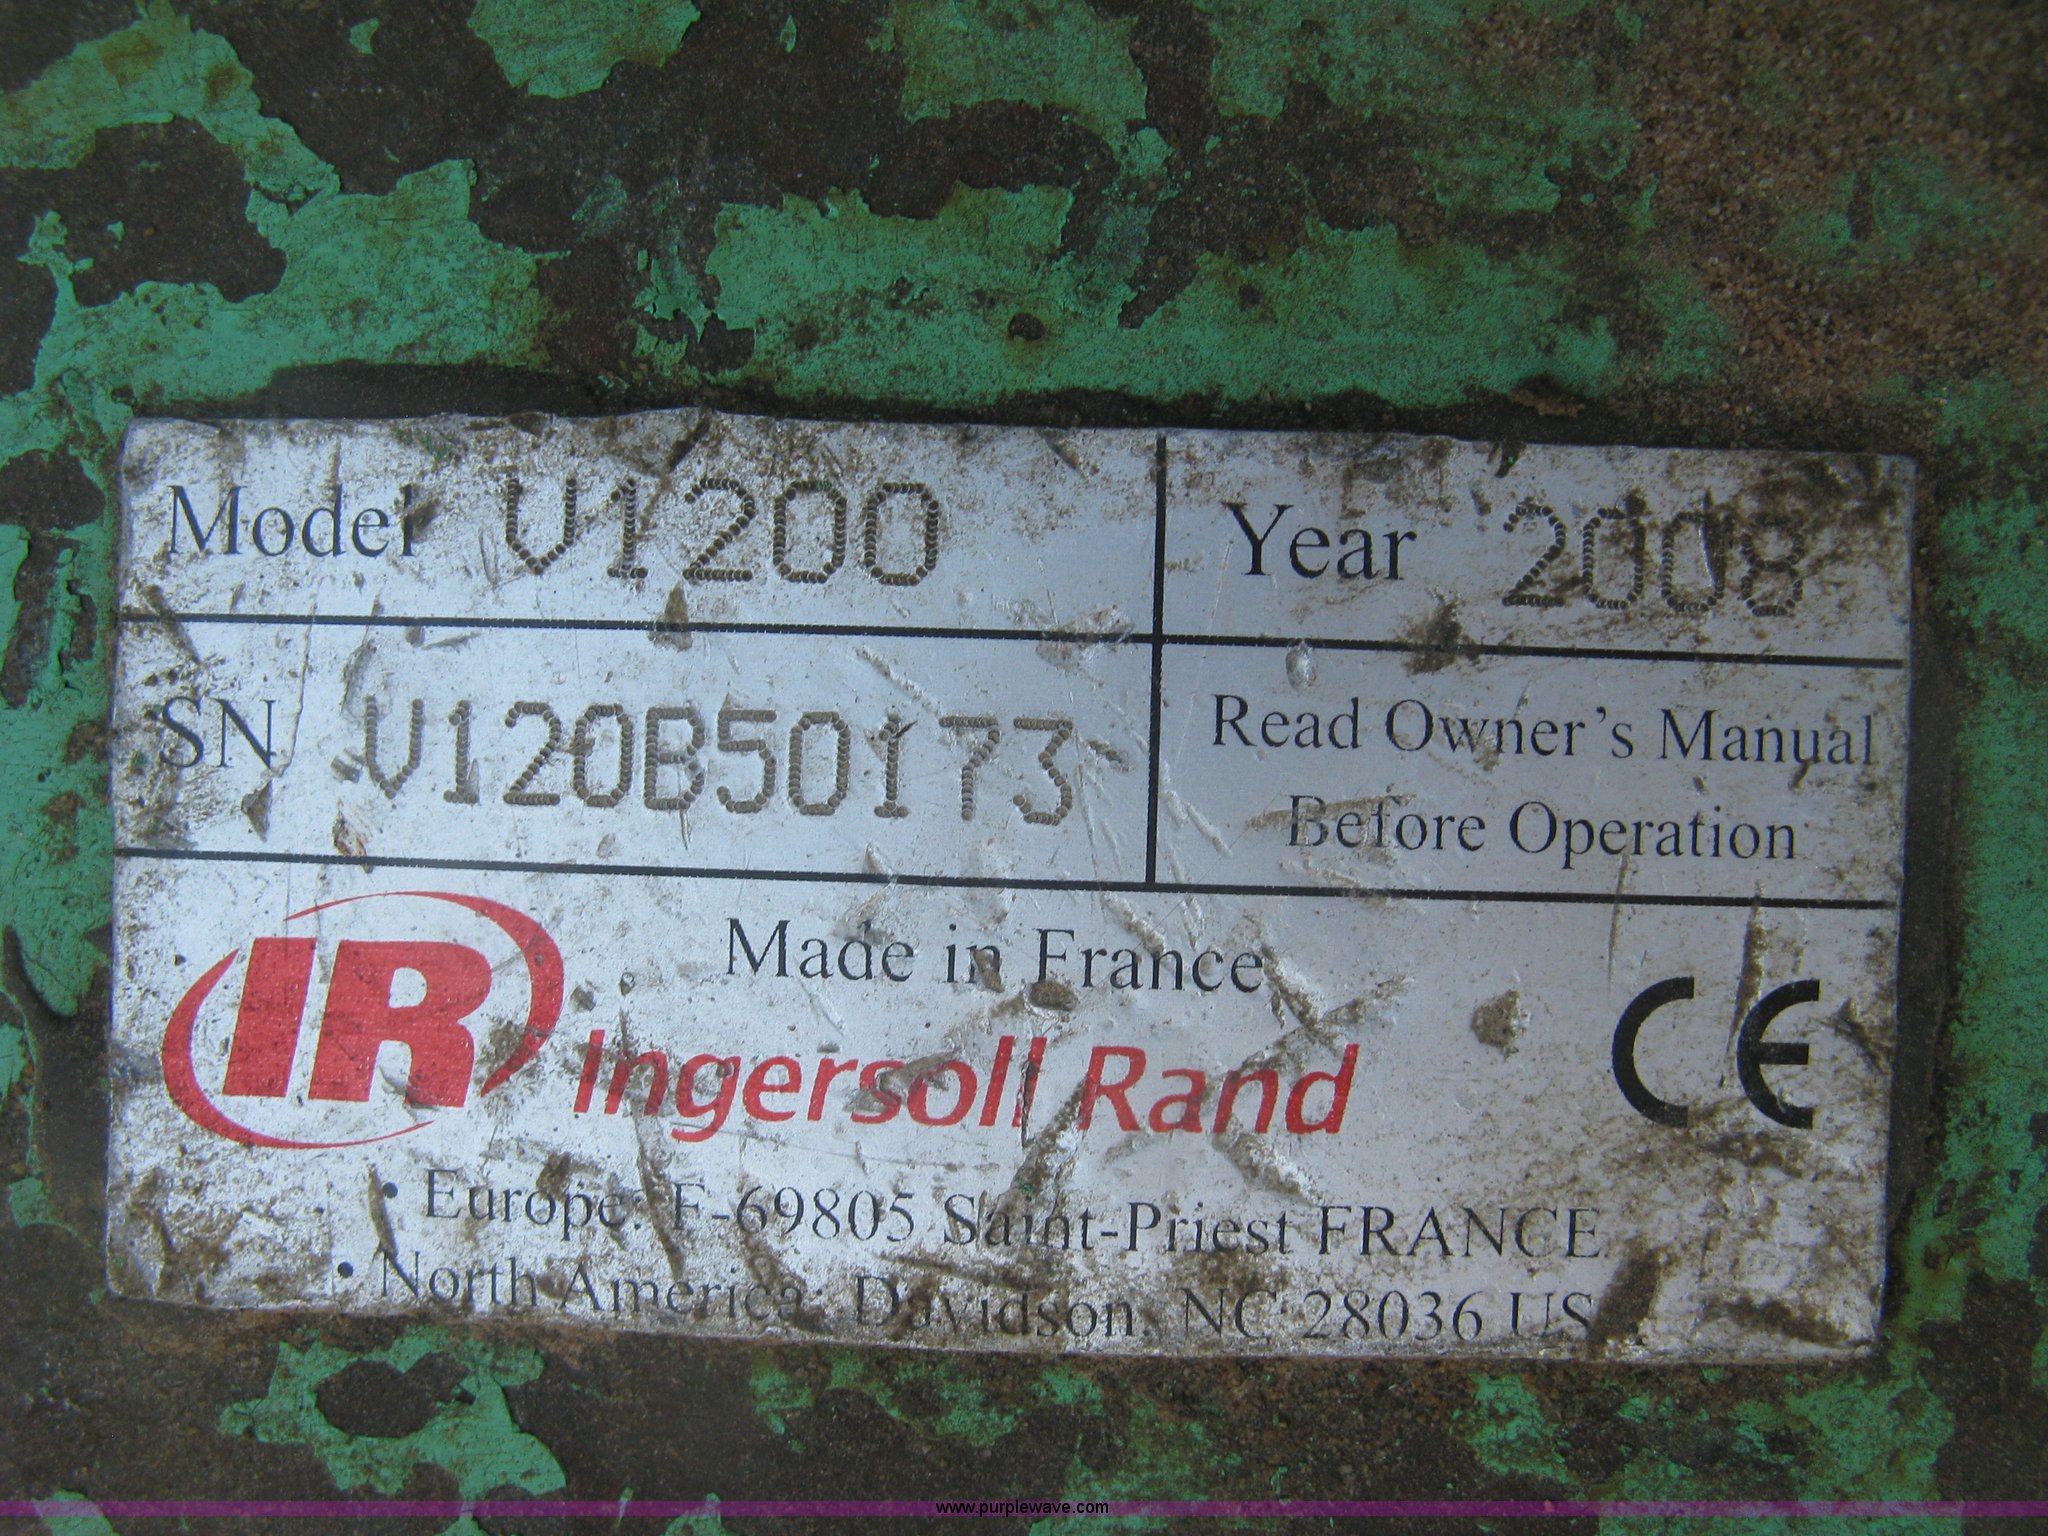 Model V1200
Year 2008
SN V120B50173
Read Owner's Manual
Before Operation
Made in France
IR Ingersoll Rand
CE
• Europe: F-69805 Saint-Priest FRANCE
• North America: Davidson, NC 28036 US
www.purplewave.com